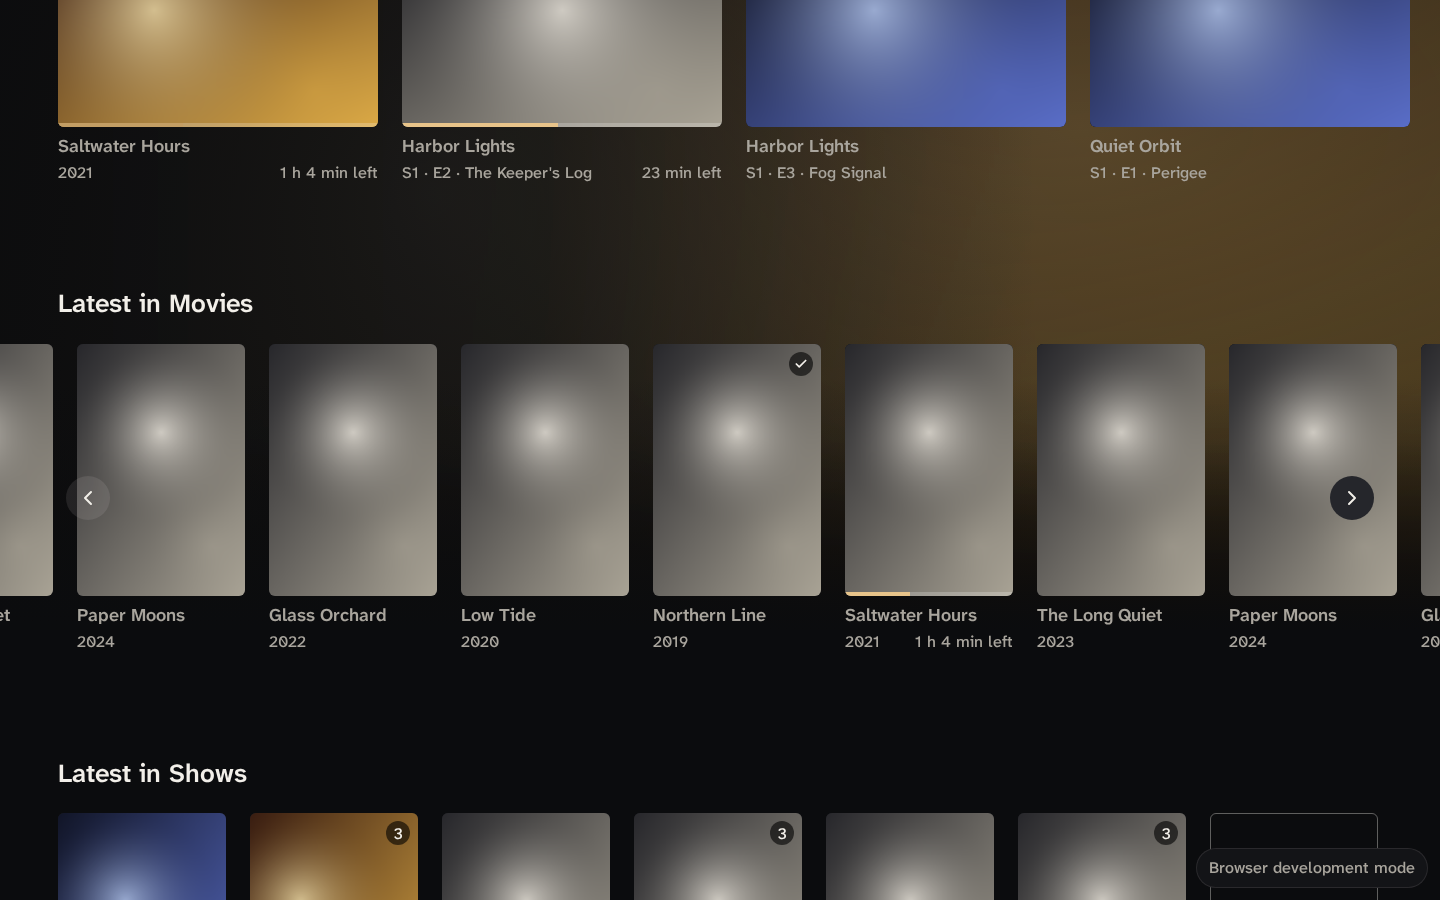 Saltwater Hours
2021 1 h 4 min left
Harbor Lights
S1 · E2 · The Keeper's Log 23 min left
Harbor Lights
S1 · E3 · Fog Signal
Quiet Orbit
S1 · E1 · Perigee
Latest in Movies
et
Paper Moons
2024
Glass Orchard
2022
Low Tide
2020
Northern Line
2019
Saltwater Hours
2021 1 h 4 min left
The Long Quiet
2023
Paper Moons
2024
Gl
20
Latest in Shows
3
3
3
Browser development mode